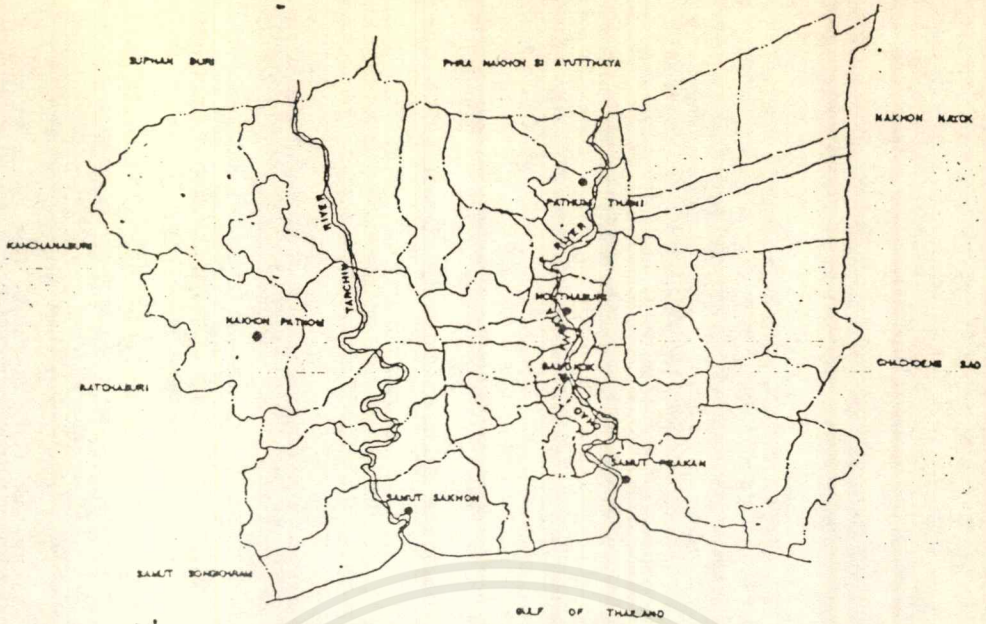 SUPHAN BURI
PHRA NAKHON SI AYUTTHAYA
NAKHON NAYOK
PATHUM THANI
RIVER
RIVER
KANCHANABURI
TARCHIN
NONTHABURI
NAKHON PATHOM
BANGKOK
CHACHOENG SAO
RATCHABURI
SAMUT PRAKAN
SAMUT SAKHON
SAMUT SONGKHRAM
GULF OF THAILAND